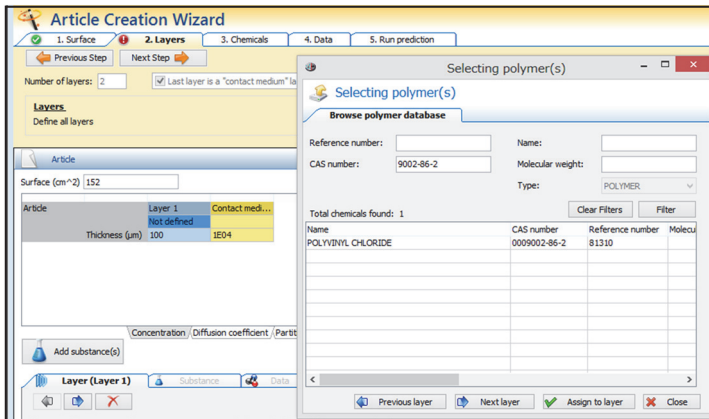 Article Creation Wizard
1. Surface
2. Layers
3. Chemicals
4. Data
5. Run prediction
Previous Step
Next Step
Number of layers: 2
Last layer is a "contact medium" la
Layers
Define all layers
Article
Surface (cm^2) 152
Article Layer 1 Contact medi...
Not defined
Thickness (μm) 100 1E04
Concentration Diffusion coefficient Partit
Add substance(s)
Layer (Layer 1) Substance Data
Selecting polymer(s)
Selecting polymer(s)
Browse polymer database
Reference number: Name:
CAS number: 9002-86-2 Molecular weight:
Type: POLYMER
Total chemicals found: 1 Clear Filters Filter
Name CAS number Reference number Molecu
POLYVINYL CHLORIDE 0009002-86-2 81310
Previous layer Next layer Assign to layer Close